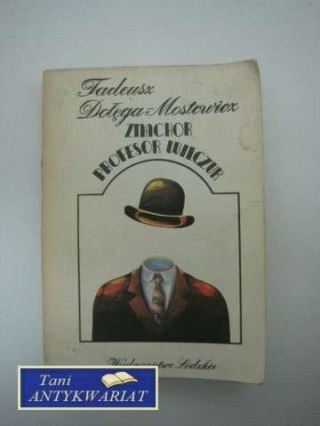 Tadeusz
Dołęga-Mostowicz
ZNACHOR
PROFESOR WILCZUR
Wydawnictwo Łódzkie
Tani
ANTYKWARIAT